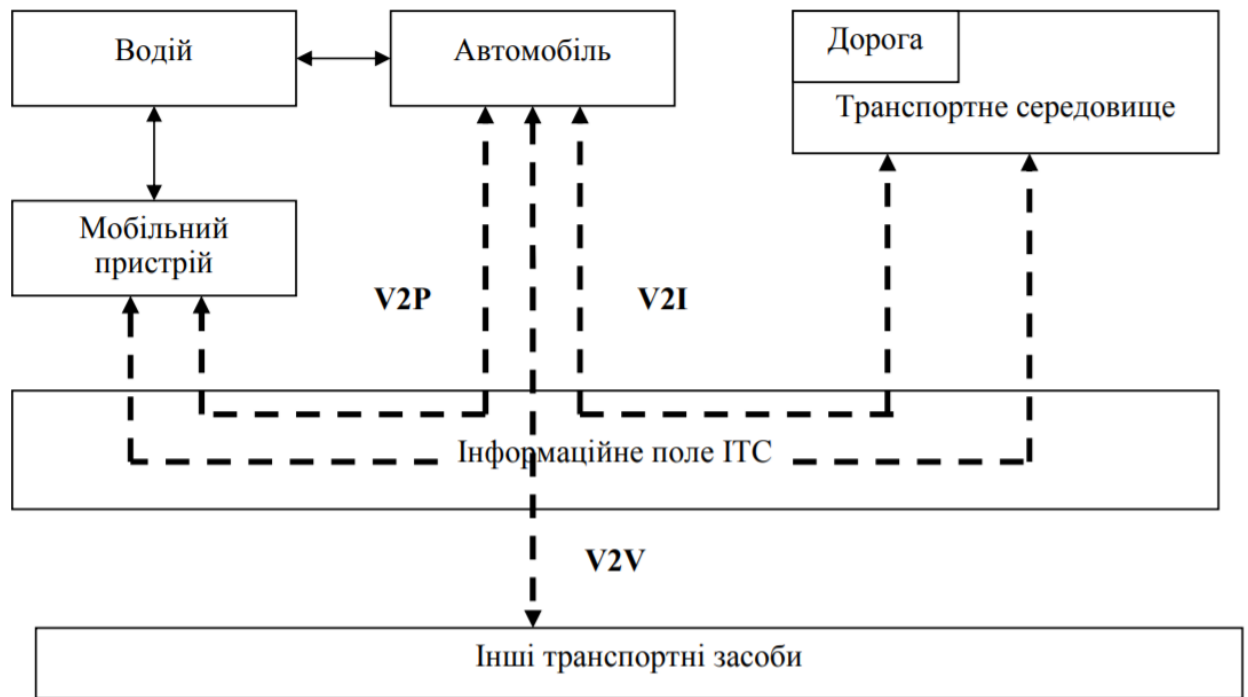 Водій
Автомобіль
Дорога
Транспортне середовище
Мобільний
пристрій
V2P
V2I
Інформаційне поле ІТС
V2V
Інші транспортні засоби